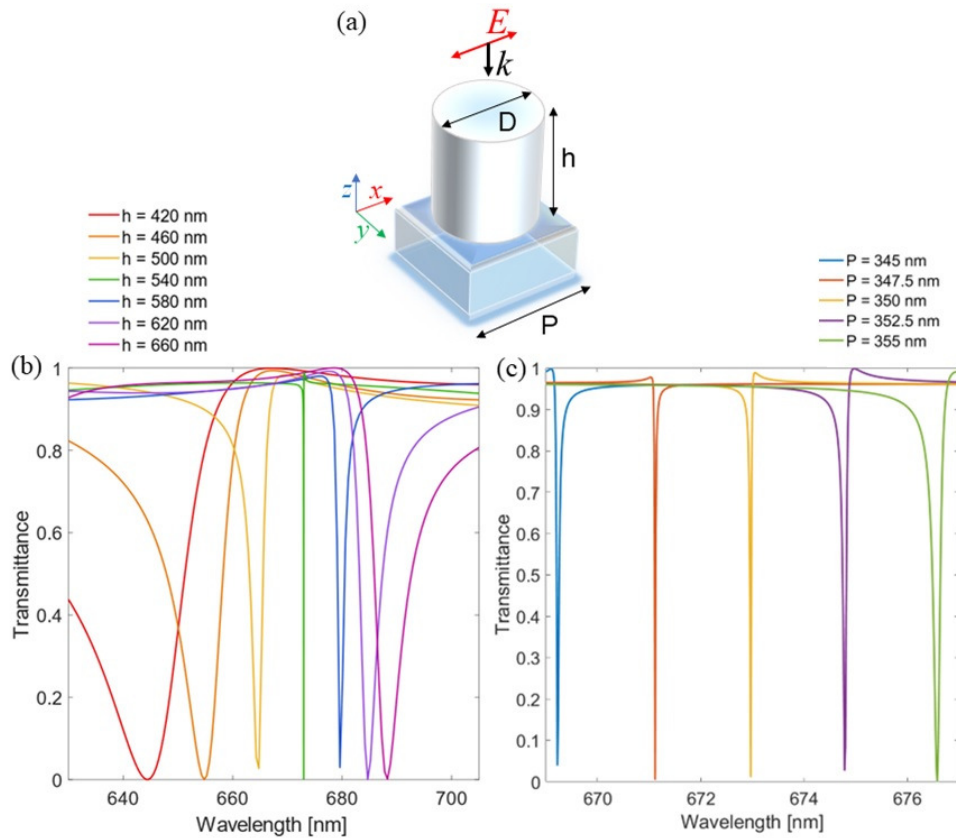 (a)
E
k
D
h
z
x
y
P
h = 420 nm
h = 460 nm
h = 500 nm
h = 540 nm
h = 580 nm
h = 620 nm
h = 660 nm
P = 345 nm
P = 347.5 nm
P = 350 nm
P = 352.5 nm
P = 355 nm
(b)
1
0.8
0.6
0.4
0.2
0
Transmittance
640
660
680
700
Wavelength [nm]
(c)
1
0.9
0.8
0.7
0.6
0.5
0.4
0.3
0.2
0.1
0
Transmittance
670
672
674
676
Wavelength [nm]